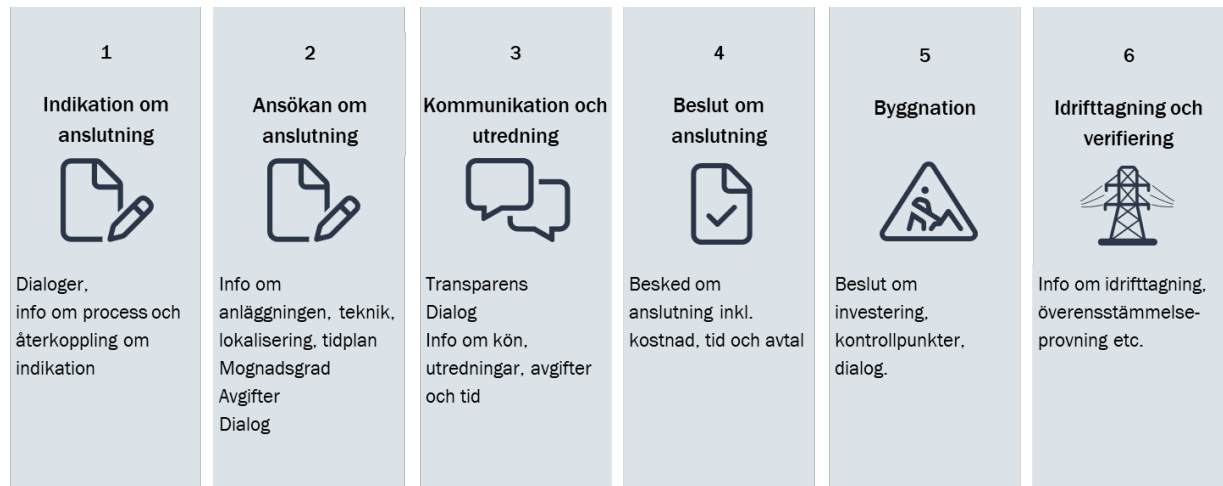 1
Indikation om
anslutning
Dialoger,
info om process och
återkoppling om
indikation
2
Ansökan om
anslutning
Info om
anläggningen, teknik,
lokalisering, tidplan
Mognadsgrad
Avgifter
Dialog
3
Kommunikation och
utredning
Transparens
Dialog
Info om kön,
utredningar, avgifter
och tid
4
Beslut om
anslutning
Besked om
anslutning inkl.
kostnad, tid och avtal
5
Byggnation
Beslut om
investering,
kontrollpunkter,
dialog.
6
Idrifttagning och
verifiering
Info om idrifttagning,
överensstämmelse-
provning etc.